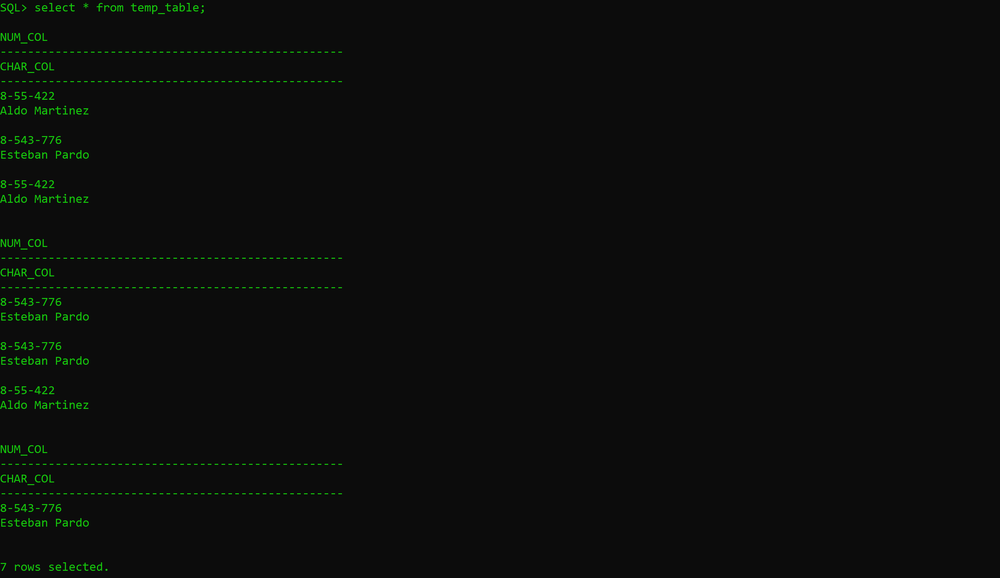 SQL> select * from temp_table;
NUM_COL
--------------------------------------------------
CHAR_COL
--------------------------------------------------
8-55-422
Aldo Martinez
8-543-776
Esteban Pardo
8-55-422
Aldo Martinez
NUM_COL
--------------------------------------------------
CHAR_COL
--------------------------------------------------
8-543-776
Esteban Pardo
8-543-776
Esteban Pardo
8-55-422
Aldo Martinez
NUM_COL
--------------------------------------------------
CHAR_COL
--------------------------------------------------
8-543-776
Esteban Pardo
7 rows selected.